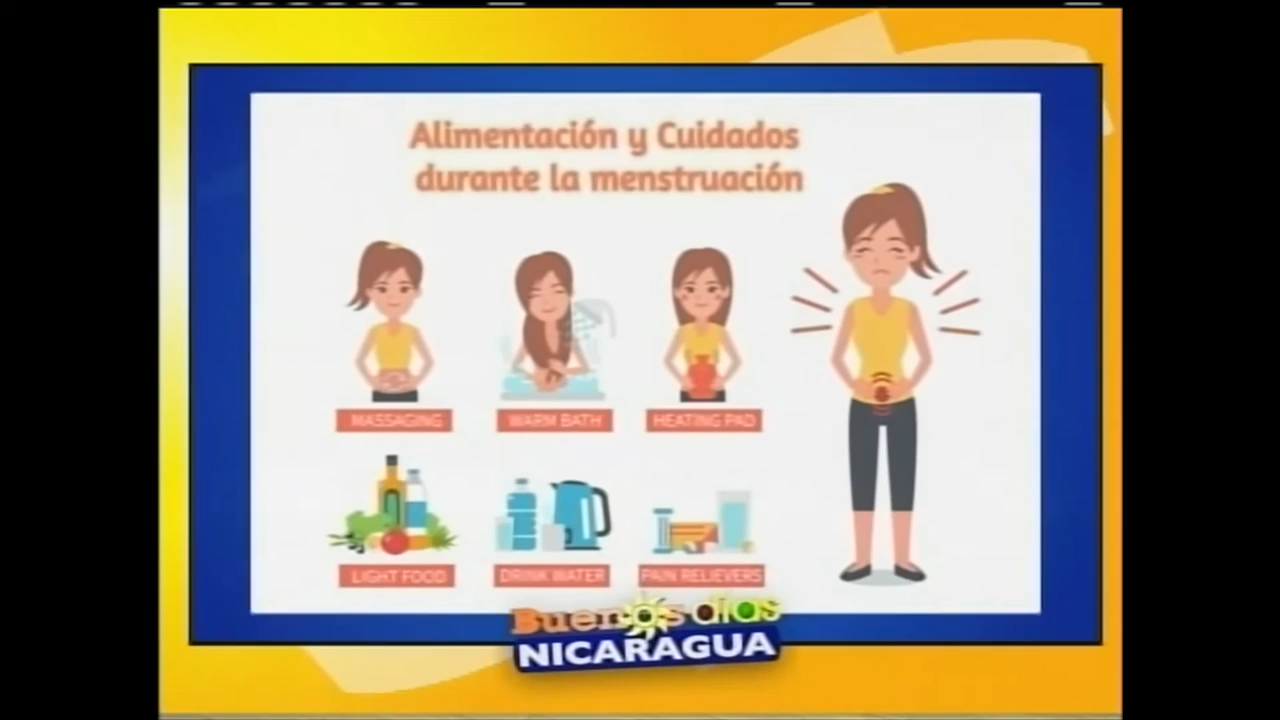 Alimentación y Cuidados
durante la menstruación
MASSAGING
WARM BATH
HEATING PAD
LIGHT FOOD
DRINK WATER
PAIN RELIEVERS
Buenos días
NICARAGUA